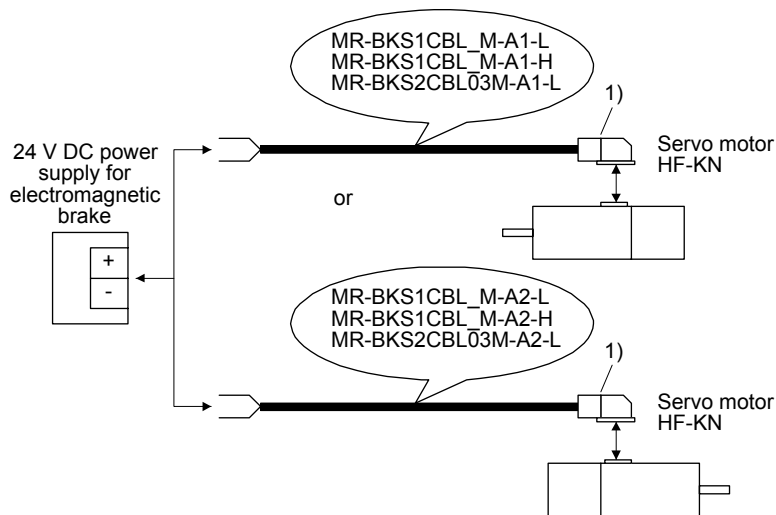 MR-BKS1CBL_M-A1-L
MR-BKS1CBL_M-A1-H
MR-BKS2CBL03M-A1-L
1)
24 V DC power
supply for
electromagnetic
brake
Servo motor
HF-KN
or
+
-
MR-BKS1CBL_M-A2-L
MR-BKS1CBL_M-A2-H
MR-BKS2CBL03M-A2-L
1)
Servo motor
HF-KN